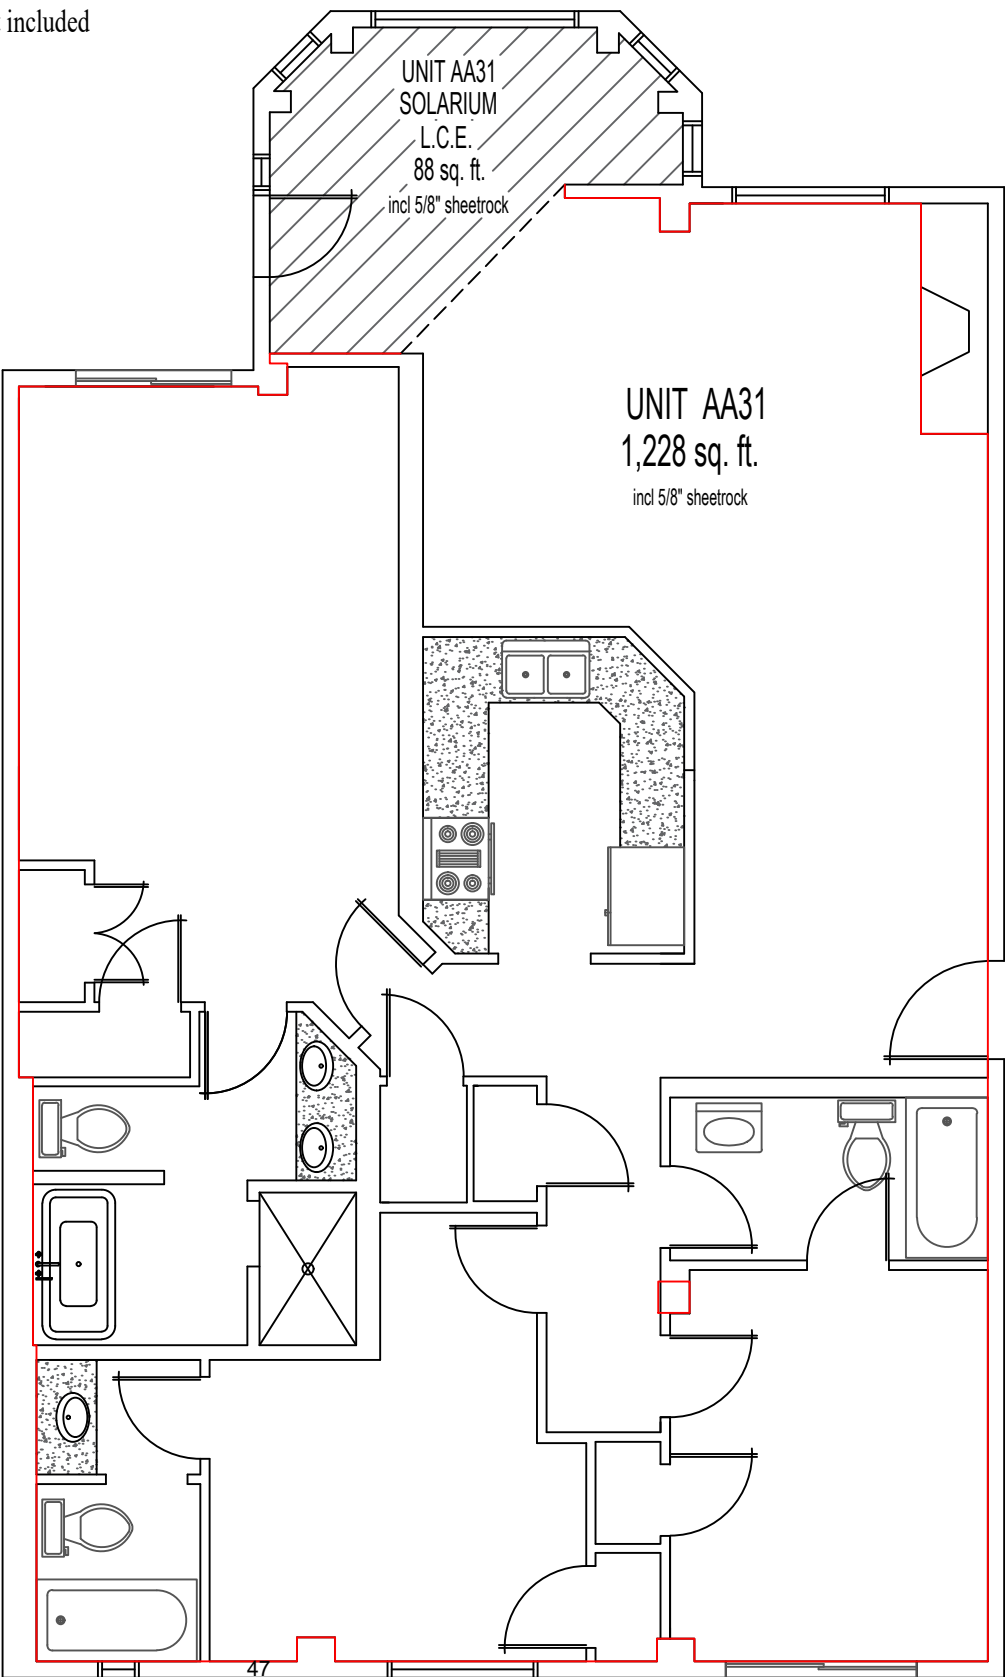 included
UNIT AA31
SOLARIUM
L.C.E.
88 sq. ft.
incl 5/8" sheetrock
UNIT AA31
1,228 sq. ft.
incl 5/8" sheetrock
47